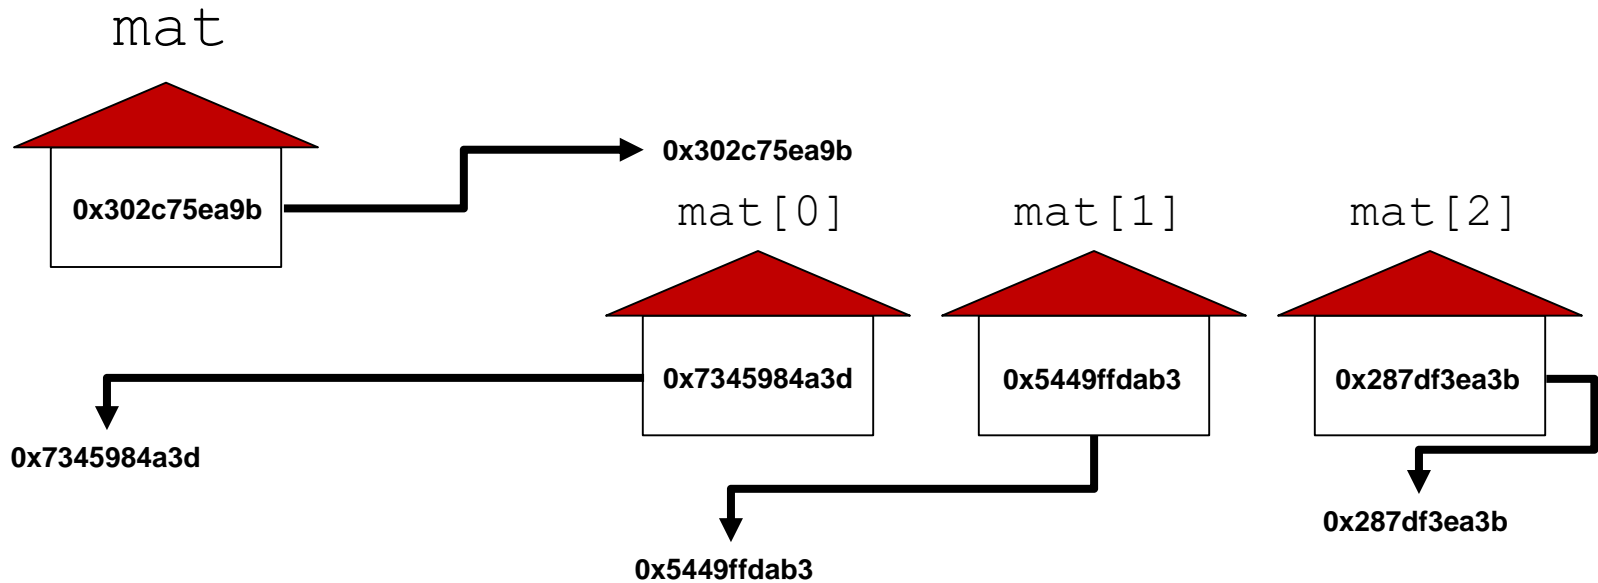 mat
0x302c75ea9b
0x302c75ea9b
mat[0] mat[1] mat[2]
0x7345984a3d 0x5449ffdab3 0x287df3ea3b
0x7345984a3d
0x287df3ea3b
0x5449ffdab3